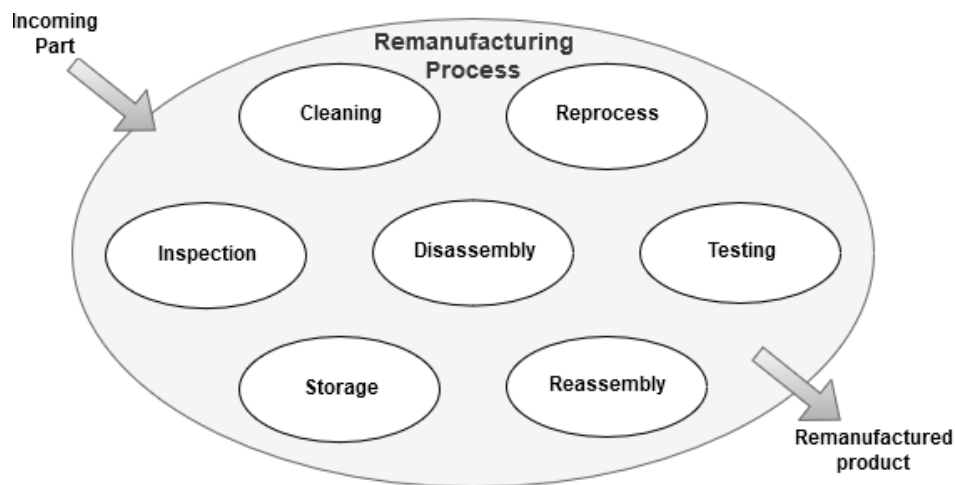 Incoming
Part
Remanufacturing
Process
Cleaning
Reprocess
Inspection
Disassembly
Testing
Storage
Reassembly
Remanufactured
product